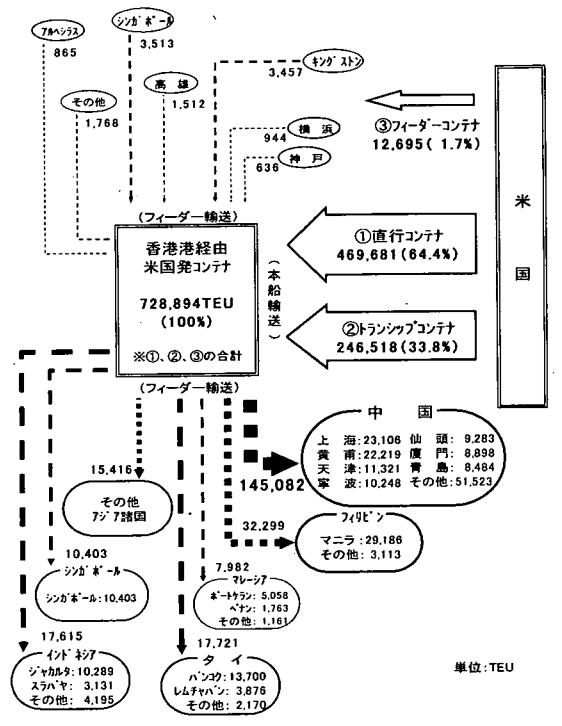 アルヘシラス
865
シンガポール
3,513
キングストン
3,457
高雄
1,512
その他
1,768
横浜
944
神戸
636
③フィーダーコンテナ
12,695( 1.7%)
米国
(フィーダー輸送)
香港港経由
米国発コンテナ
728,894TEU
(100%)
※①、②、③の合計
(本船輸送)
①直行コンテナ
469,681(64.4%)
②トランシップコンテナ
246,518(33.8%)
(フィーダー輸送)
中国
上海:23,106 仙頭: 9,283
黄甫:22,219 廈門: 8,898
天津:11,321 青島: 8,484
寧波:10,248 その他:51,523
145,082
15,416
その他
アジア諸国
32,299
フィリピン
マニラ: 29,186
その他: 3,113
10,403
シンガポール
シンガポール:10,403
7,982
マレーシア
ポートケラン: 5,058
ペナン: 1,763
その他: 1,161
17,615
インドネシア
ジャカルタ:10,289
スラバヤ: 3,131
その他: 4,195
17,721
タイ
バンコク: 13,700
レムチャバン: 3,876
その他: 2,170
単位:TEU